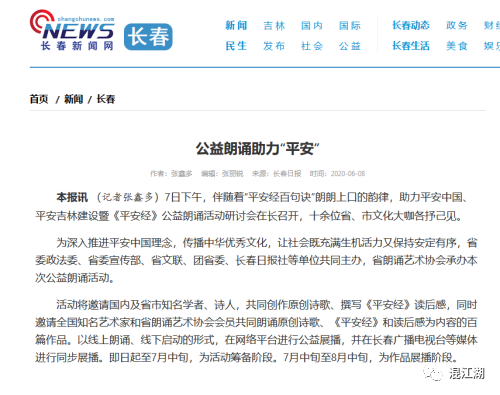 changchunews.com
NEWS
长春新闻网
长春
新闻 吉林 国内 国际
民生 发布 社会 公益
长春动态 政务 财经
长春生活 美食 娱乐
首页 / 新闻 / 长春
公益朗诵助力“平安”
作者：张鑫多 编辑：张丽锐 来源：长春日报 时间：2020-06-08
本报讯 （记者张鑫多）7日下午，伴随着“平安经百句诀”朗朗上口的韵律，助力平安中国、
平安吉林建设暨《平安经》公益朗诵活动研讨会在长召开，十余位省、市文化大咖各抒己见。
为深入推进平安中国理念，传播中华优秀文化，让社会既充满生机活力又保持安定有序，省
委政法委、省委宣传部、省文联、团省委、长春日报社等单位共同主办，省朗诵艺术协会承办本
次公益朗诵活动。
活动将邀请国内及省市知名学者、诗人，共同创作原创诗歌、撰写《平安经》读后感，同时
邀请全国知名艺术家和省朗诵艺术协会会员共同朗诵原创诗歌、《平安经》和读后感为内容的百
篇作品。以线上朗诵、线下启动的形式，在网络平台进行公益展播，并在长春广播电视台等媒体
进行同步展播。即日起至7月中旬，为活动筹备阶段。7月中旬至8月中旬，为作品展播阶段。
混江湖